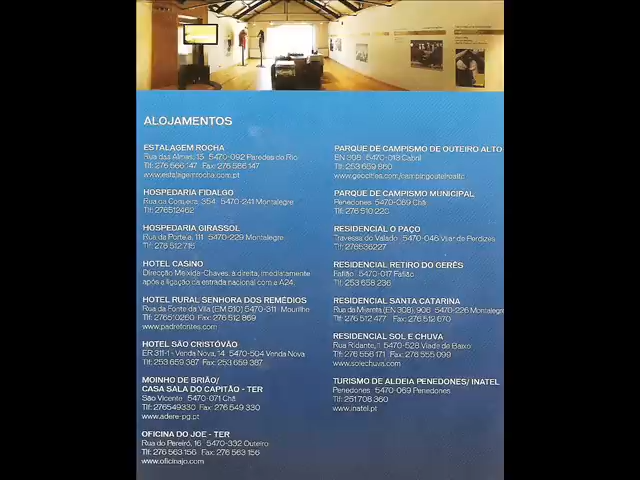 ALOJAMENTOS
ESTALAGEM ROCHA
Rua das Almas, 15 5470-092 Paredes do Rio
Tlf: 276 566 147 Fax: 276 566 147
www.estalagemrocha.com.pt
HOSPEDARIA FIDALGO
Rua da Corujeira, 354 5470-241 Montalegre
Tlf: 276512462
HOSPEDARIA GIRASSOL
Rua da Portela, 111 5470-229 Montalegre
Tlf: 276 512 715
HOTEL CASINO
Direcção Meixide-Chaves, à direita, imediatamente
após a ligação da entrada nacional com a A24.
HOTEL RURAL SENHORA DOS REMÉDIOS
Rua da Fonte da Vila (EM 510) 5470-311 Mourilhe
Tlf: 276510260 Fax: 276 512 869
www.padrefontes.com
HOTEL SÃO CRISTÓVÃO
ER 311-1 - Venda Nova, 14 5470-504 Venda Nova
Tlf: 253 659 387 Fax: 253 659 387
MOINHO DE BRIÃO/
CASA SALA DO CAPITÃO - TER
São Vicente 5470-071 Chã
Tlf: 276549330 Fax: 276 549 330
www.adere-pg.pt
OFICINA DO JOE - TER
Rua do Pereiró, 16 5470-332 Outeiro
Tlf: 276 563 156 Fax: 276 563 156
www.oficinajo.com
PARQUE DE CAMPISMO DE OUTEIRO ALTO
EN 308 5470-013 Cabril
Tlf: 253 659 860
www.geocities.com/campingouteiroalto
PARQUE DE CAMPISMO MUNICIPAL
Penedones 5470-069 Chã
Tlf: 276 510 220
RESIDENCIAL O PAÇO
Travessa do Valado 5470-046 Vilar de Perdizes
Tlf: 276536227
RESIDENCIAL RETIRO DO GERÊS
Fafião 5470-017 Fafião
Tlf: 253 658 236
RESIDENCIAL SANTA CATARINA
Rua da (EN 308), 906 5470-226 Montalegre
Tlf: 276 512 477 Fax: 276 512 670
RESIDENCIAL SOL E CHUVA
Rua Ridante, 1 5470-528 Viade de Baixo
Tlf: 276 556 171 Fax: 276 555 099
www.solechuva.com
TURISMO DE ALDEIA PENEDONES/ INATEL
Penedones 5470-069 Penedones
Tlf: 251 708 360
www.inatel.pt